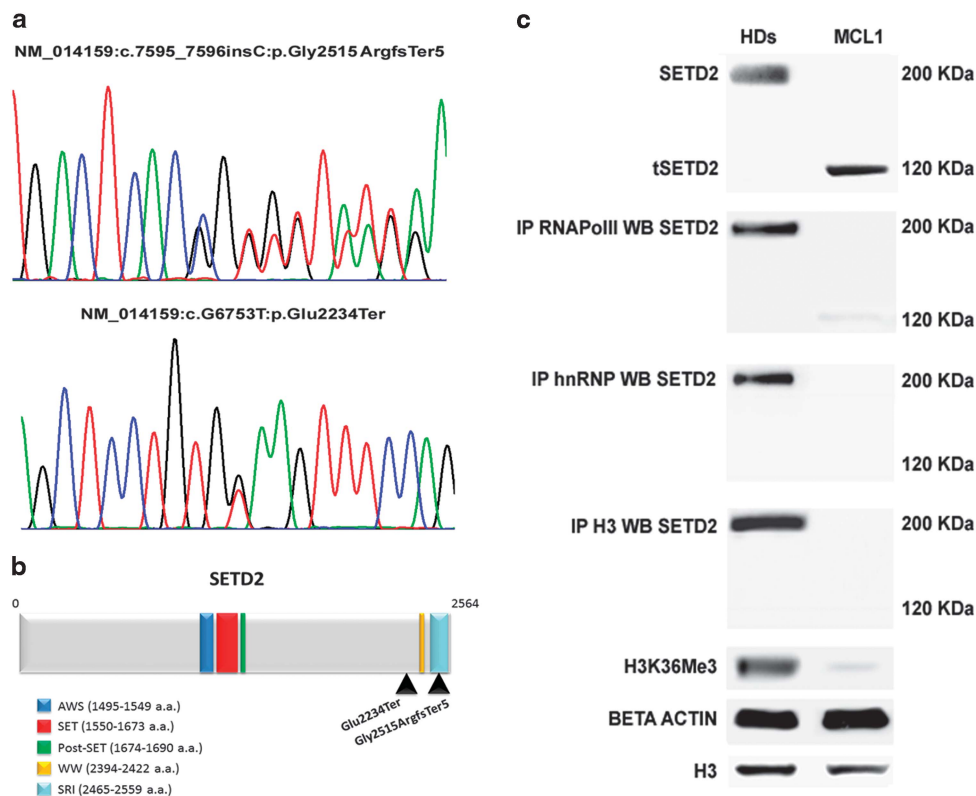 a
NM_014159:c.7595_7596insC:p.Gly2515ArgfsTer5
NM_014159:c.G6753T:p.Glu2234Ter
b
SETD2
0
2564
Glu2234Ter
Gly2515ArgfsTer5
AWS (1495-1549 a.a.)
SET (1550-1673 a.a.)
Post-SET (1674-1690 a.a.)
WW (2394-2422 a.a.)
SRI (2465-2559 a.a.)
c
HDs MCL1
SETD2 200 KDa
tSETD2 120 KDa
IP RNAPolII WB SETD2 200 KDa
120 KDa
IP hnRNP WB SETD2 200 KDa
120 KDa
IP H3 WB SETD2 200 KDa
120 KDa
H3K36Me3
BETA ACTIN
H3